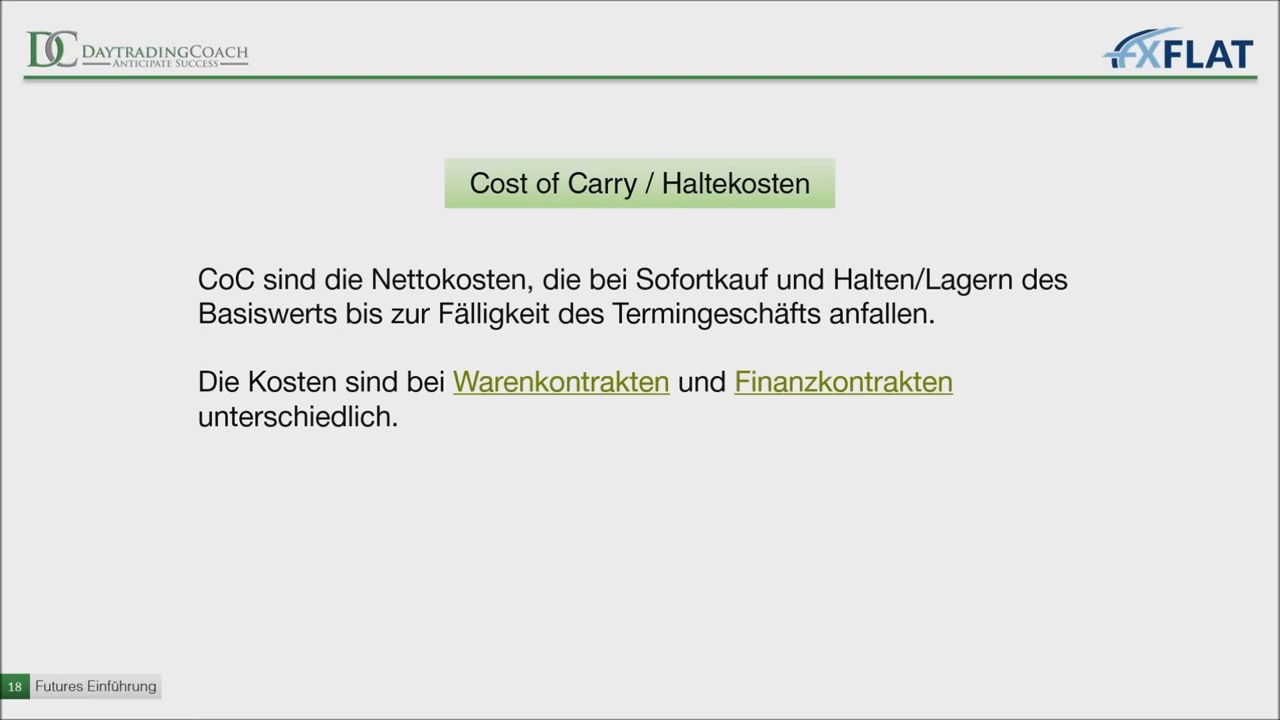 DC DAYTRADINGCOACH
ANTICIPATE SUCCESS
FXFLAT
Cost of Carry / Haltekosten
CoC sind die Nettokosten, die bei Sofortkauf und Halten/Lagern des
Basiswerts bis zur Fälligkeit des Termingeschäfts anfallen.
Die Kosten sind bei Warenkontrakten und Finanzkontrakten
unterschiedlich.
18 Futures Einführung